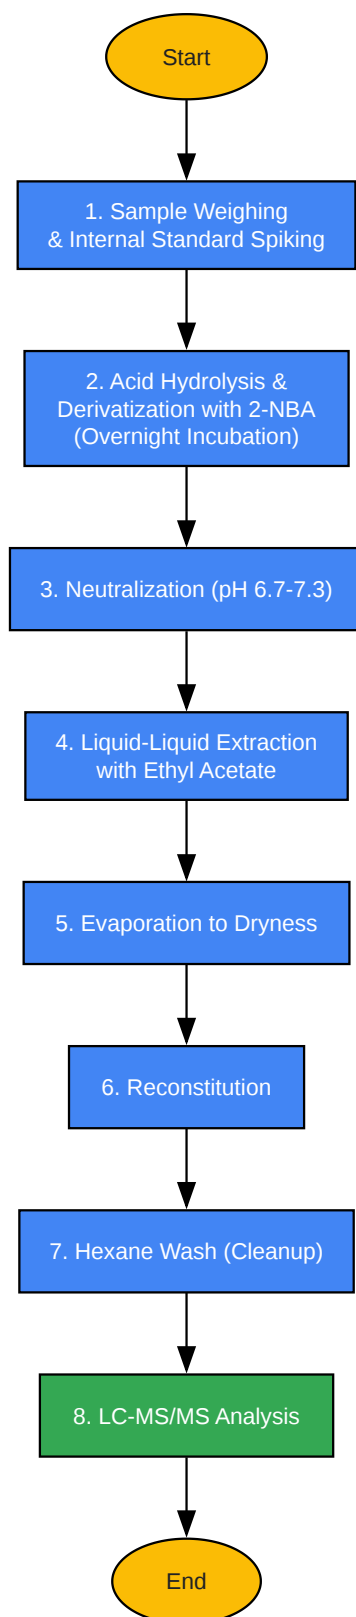 Start
1. Sample Weighing
& Internal Standard Spiking
2. Acid Hydrolysis &
Derivatization with 2-NBA
(Overnight Incubation)
3. Neutralization (pH 6.7-7.3)
4. Liquid-Liquid Extraction
with Ethyl Acetate
5. Evaporation to Dryness
6. Reconstitution
7. Hexane Wash (Cleanup)
8. LC-MS/MS Analysis
End